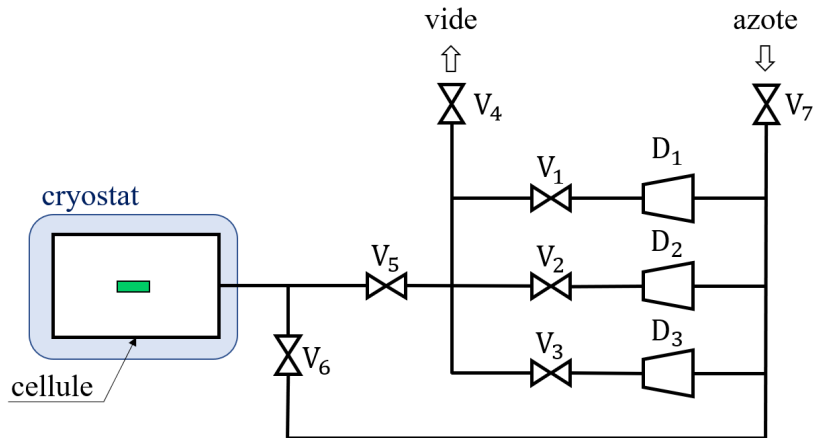 vide
azote
V₄
V₇
D₁
V₁
cryostat
D₂
V₅
V₂
D₃
V₃
V₆
cellule